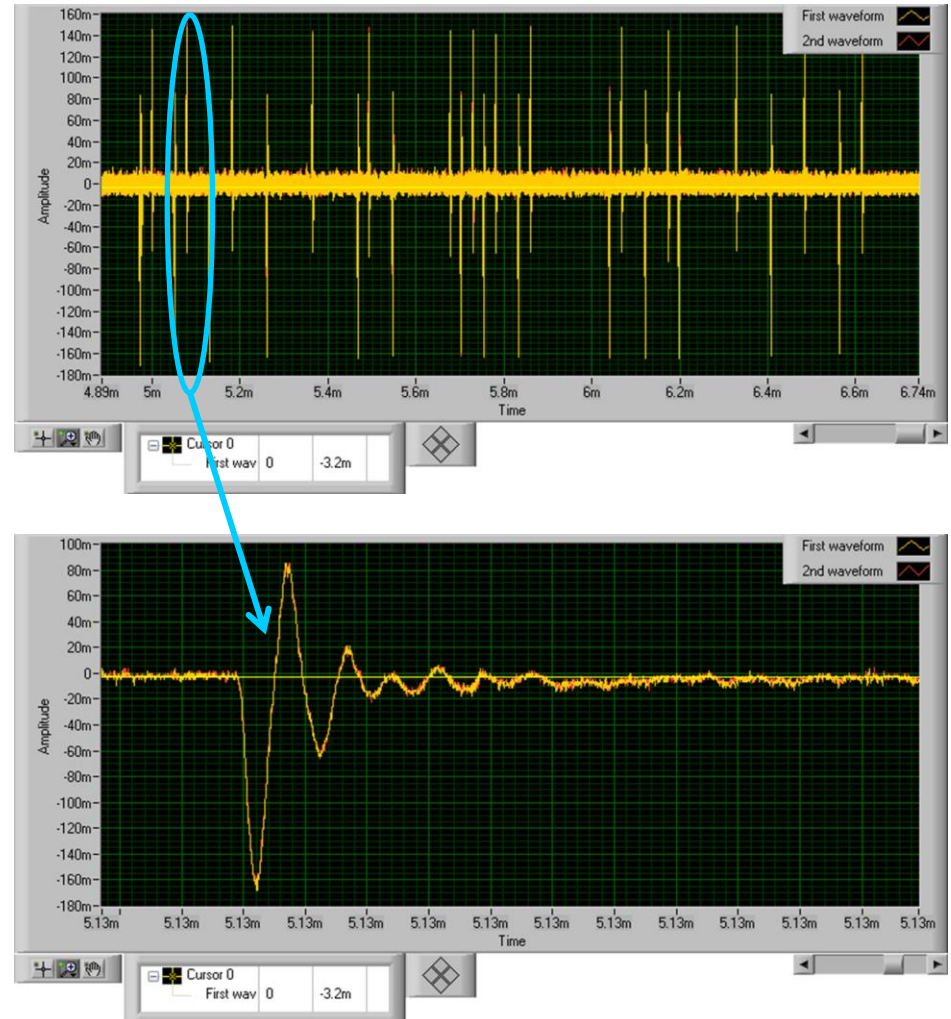 160m
140m
120m
100m
80m
60m
40m
20m
0
-20m
-40m
-60m
-80m
-100m
-120m
-140m
-160m
-180m
Amplitude
First waveform
2nd waveform
4.89m 5m 5.2m 5.4m 5.6m 5.8m 6m 6.2m 6.4m 6.6m 6.74m
Time
Cursor 0
First wav 0 -3.2m
100m
80m
60m
40m
20m
0
-20m
-40m
-60m
-80m
-100m
-120m
-140m
-160m
-180m
Amplitude
First waveform
2nd waveform
5.13m 5.13m 5.13m 5.13m 5.13m 5.13m 5.13m 5.13m 5.13m 5.13m 5.13m 5.13m 5.13m 5.13m
Time
Cursor 0
First wav 0 -3.2m